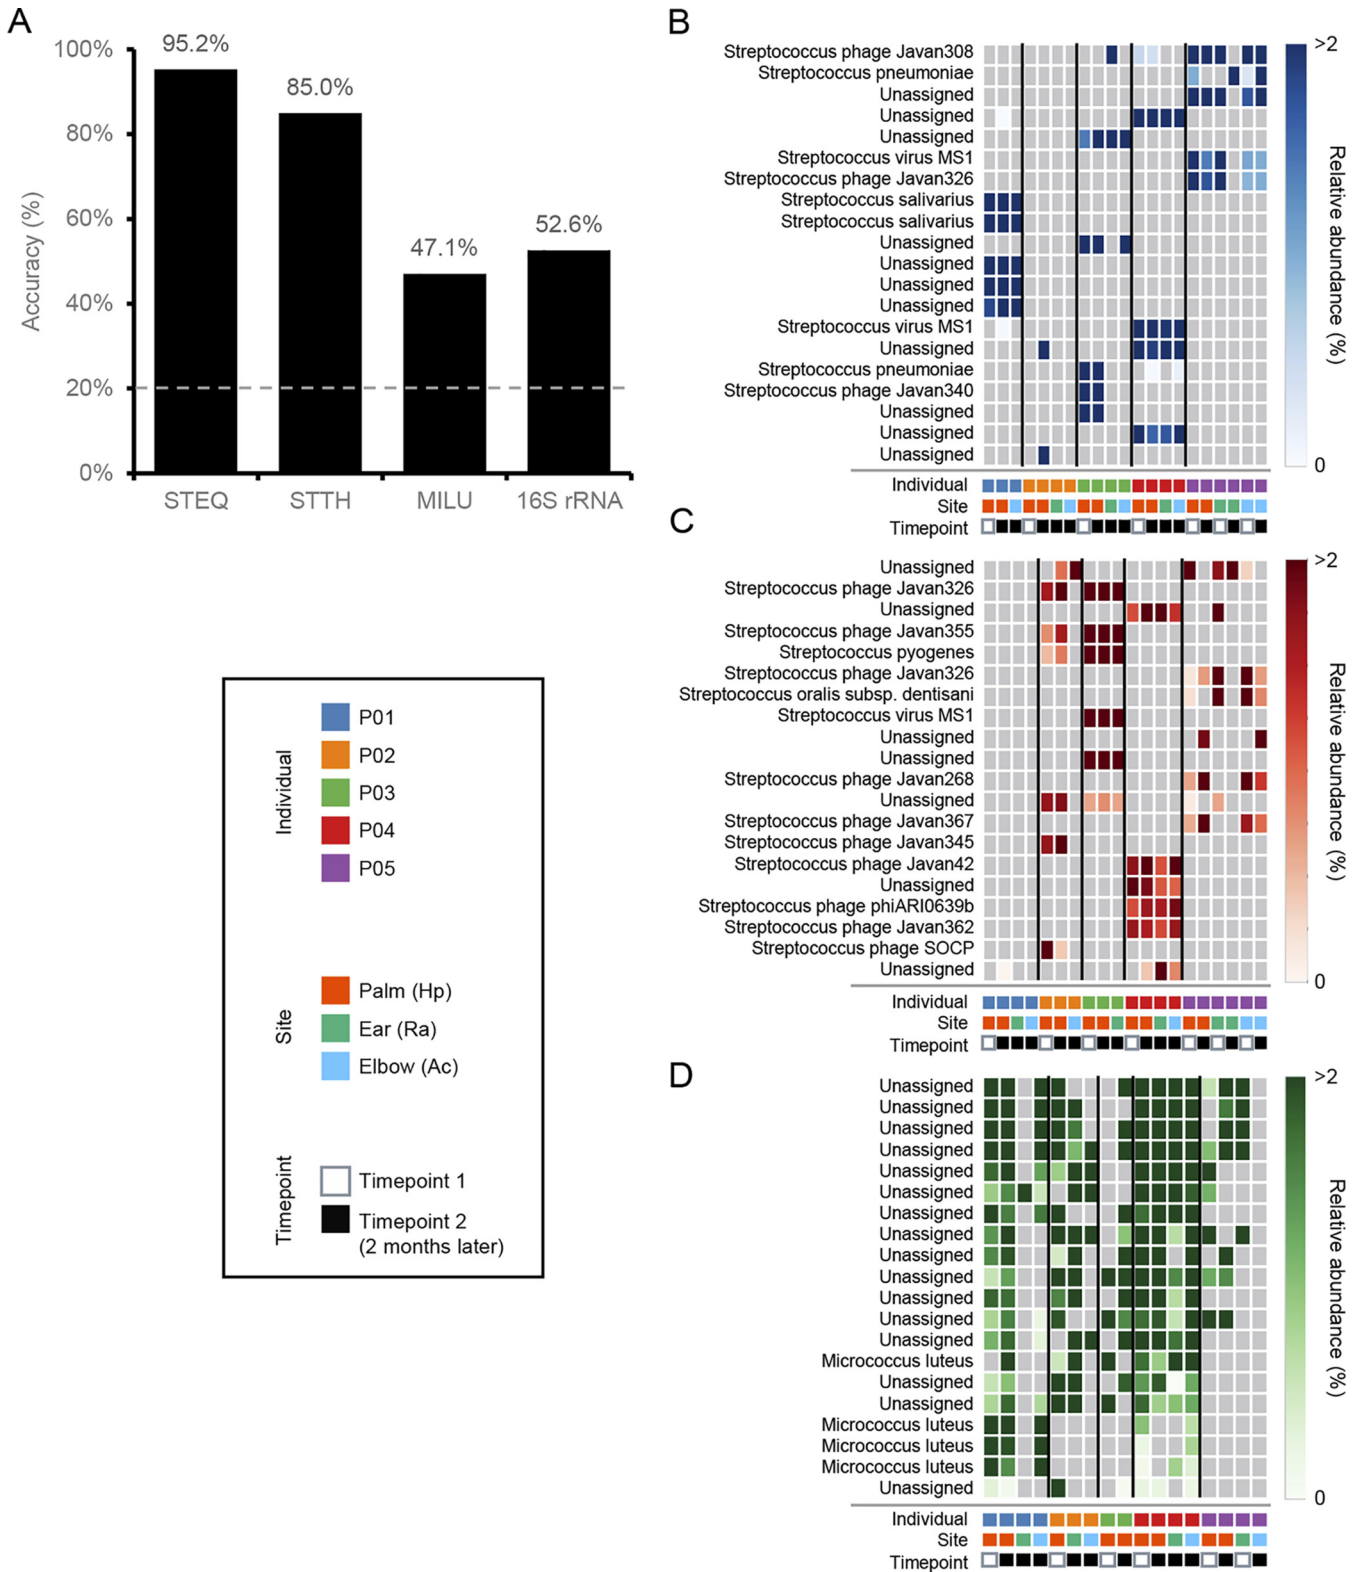 A
100%
80%
60%
40%
20%
0%
Accuracy (%)
95.2%
85.0%
47.1%
52.6%
STEQ
STTH
MILU
16S rRNA
Individual
P01
P02
P03
P04
P05
Site
Palm (Hp)
Ear (Ra)
Elbow (Ac)
Timepoint
Timepoint 1
Timepoint 2
(2 months later)
B
Streptococcus phage Javan308
Streptococcus pneumoniae
Unassigned
Unassigned
Unassigned
Streptococcus virus MS1
Streptococcus phage Javan326
Streptococcus salivarius
Streptococcus salivarius
Unassigned
Unassigned
Unassigned
Unassigned
Streptococcus virus MS1
Unassigned
Streptococcus pneumoniae
Streptococcus phage Javan340
Unassigned
Unassigned
Unassigned
Individual
Site
Timepoint
>2
Relative abundance (%)
0
C
Unassigned
Streptococcus phage Javan326
Unassigned
Streptococcus phage Javan355
Streptococcus pyogenes
Streptococcus phage Javan326
Streptococcus oralis subsp. dentisani
Streptococcus virus MS1
Unassigned
Unassigned
Streptococcus phage Javan268
Unassigned
Streptococcus phage Javan367
Streptococcus phage Javan345
Streptococcus phage Javan42
Unassigned
Streptococcus phage phiARI0639b
Streptococcus phage Javan362
Streptococcus phage SOCP
Unassigned
Individual
Site
Timepoint
>2
Relative abundance (%)
0
D
Unassigned
Unassigned
Unassigned
Unassigned
Unassigned
Unassigned
Unassigned
Unassigned
Unassigned
Unassigned
Unassigned
Unassigned
Unassigned
Micrococcus luteus
Unassigned
Unassigned
Micrococcus luteus
Micrococcus luteus
Micrococcus luteus
Unassigned
Individual
Site
Timepoint
>2
Relative abundance (%)
0